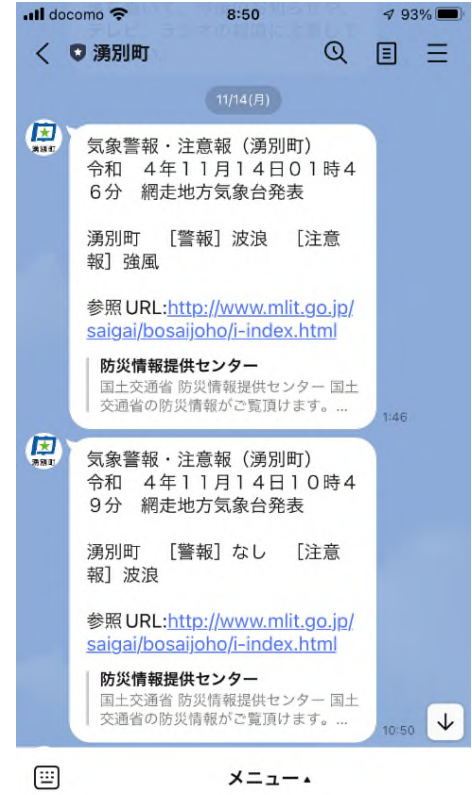 docomo 8:50 93%
湧別町
11/14(月)
湧別町
気象警報・注意報（湧別町）
令和　４年１１月１４日０１時４
６分　網走地方気象台発表
湧別町　［警報］波浪　［注意
報］強風
参照URL:http://www.mlit.go.jp/
saigai/bosaijoho/i-index.html
防災情報提供センター
国土交通省 防災情報提供センター 国土
交通省の防災情報がご覧頂けます。...
1:46
湧別町
気象警報・注意報（湧別町）
令和　４年１１月１４日１０時４
９分　網走地方気象台発表
湧別町　［警報］なし　［注意
報］波浪
参照URL:http://www.mlit.go.jp/
saigai/bosaijoho/i-index.html
防災情報提供センター
国土交通省 防災情報提供センター 国土
交通省の防災情報がご覧頂けます。...
10:50
メニュー▲